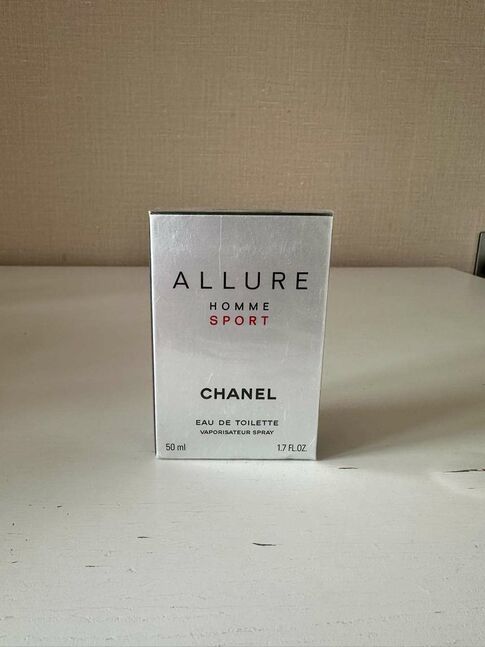 ALLURE
HOMME
SPORT
CHANEL
EAU DE TOILETTE
VAPORISATEUR SPRAY
50 ml 1.7 FL.OZ.